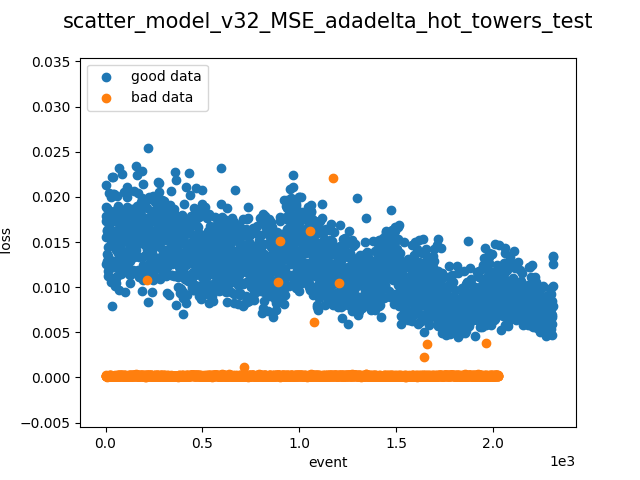 scatter_model_v32_MSE_adadelta_hot_towers_test
good data
bad data
0.035
0.030
0.025
0.020
0.015
0.010
0.005
0.000
−0.005
loss
0.0
0.5
1.0
1.5
2.0
1e3
event